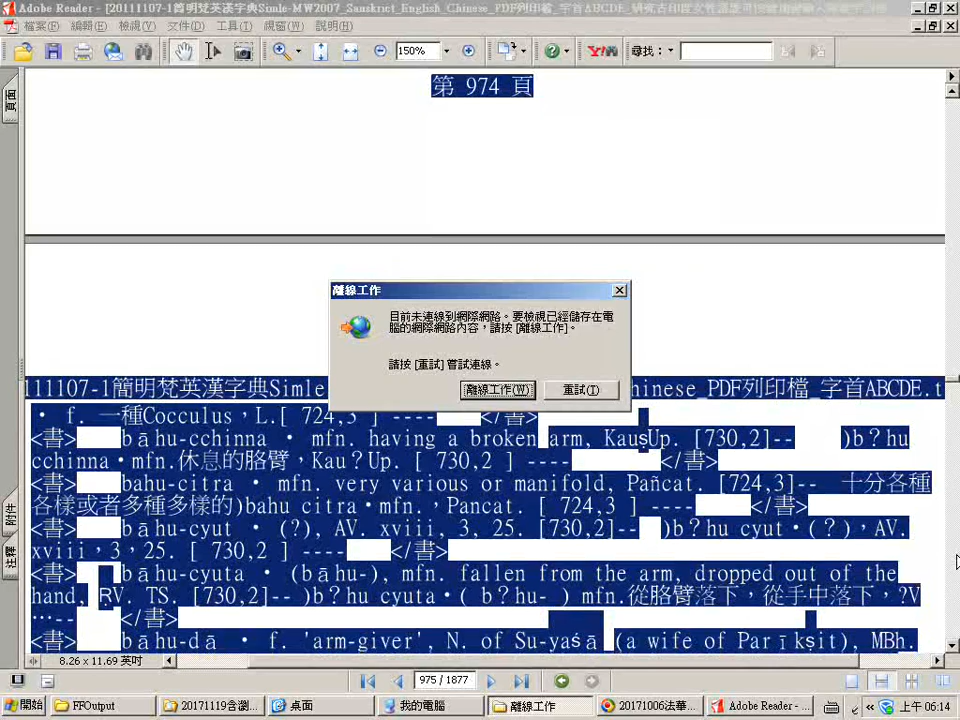 Adobe Reader - [20111107-1簡明梵英漢字典Simle-MW2007_Sanskruct_English_Chinese_PDF列印檔_字首ABCDE
檔案(F) 編輯(E) 檢視(V) 文件(D) 工具(T) 視窗(W) 說明(H)
150% Y! 尋找:
頁面
第 974 頁
離線工作
目前未連線到網際網路。要檢視已經儲存在電
腦的網際網路內容，請按 [離線工作]。
請按 [重試] 嘗試連線。
離線工作(W) 重試(T)
111107-1簡明梵英漢字典Simle hinese_PDF列印檔_字首ABCDE.t
• f. 一種Cocculus，L.[ 724,3 ] ---- </書>
<書> bāhu-cchinna • mfn. having a broken arm, KauṣUp. [730,2]-- )b？hu
cchinna•mfn.休息的胳臂，Kau？Up. [ 730,2 ] ---- </書>
<書> bahu-citra • mfn. very various or manifold, Pañcat. [724,3]-- 十分各種
各樣或者多種多樣的)bahu citra•mfn., Pancat. [ 724,3 ] ---- </書>
<書> bāhu-cyut • (?), AV. xviii, 3, 25. [730,2]-- )b？hu cyut•(？)，AV.
xviii，3，25. [ 730,2 ] ---- </書>
<書> bāhu-cyuta • (bāhu-), mfn. fallen from the arm, dropped out of the
hand, ṚV. TS. [730,2]-- )b？hu cyuta•( b？hu- ) mfn.從胳臂落下，從手中落下，?V
…-- </書>
<書> bāhu-dā • f. 'arm-giver', N. of Su-yaśā (a wife of Parīkṣit), MBh.
附件
注釋
8.26 x 11.69 英吋
975 / 1877
開始 FFOutput 20171119含瀏... 桌面 我的電腦 離線工作 20171006法華... Adobe Reader - ... 上午 06:14